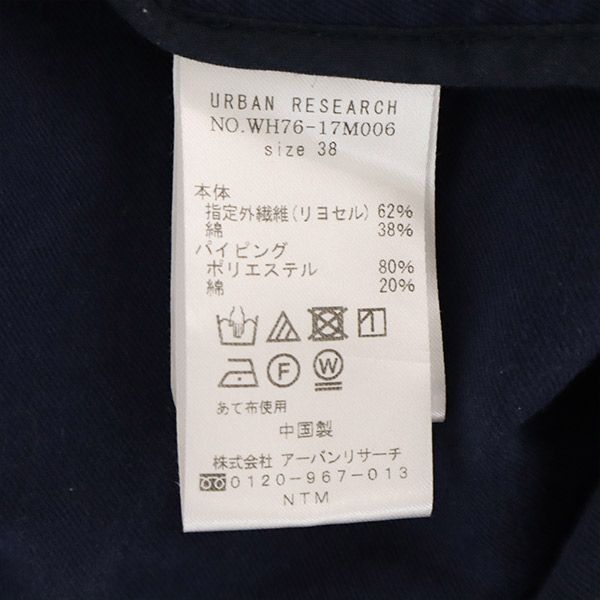 URBAN RESEARCH
NO.WH76-17M006
size 38
本体
指定外繊維(リヨセル) 62%
綿 38%
パイピング
ポリエステル 80%
綿 20%
F W
あて布使用
中国製
株式会社 アーバンリサーチ
0120-967-013
NTM